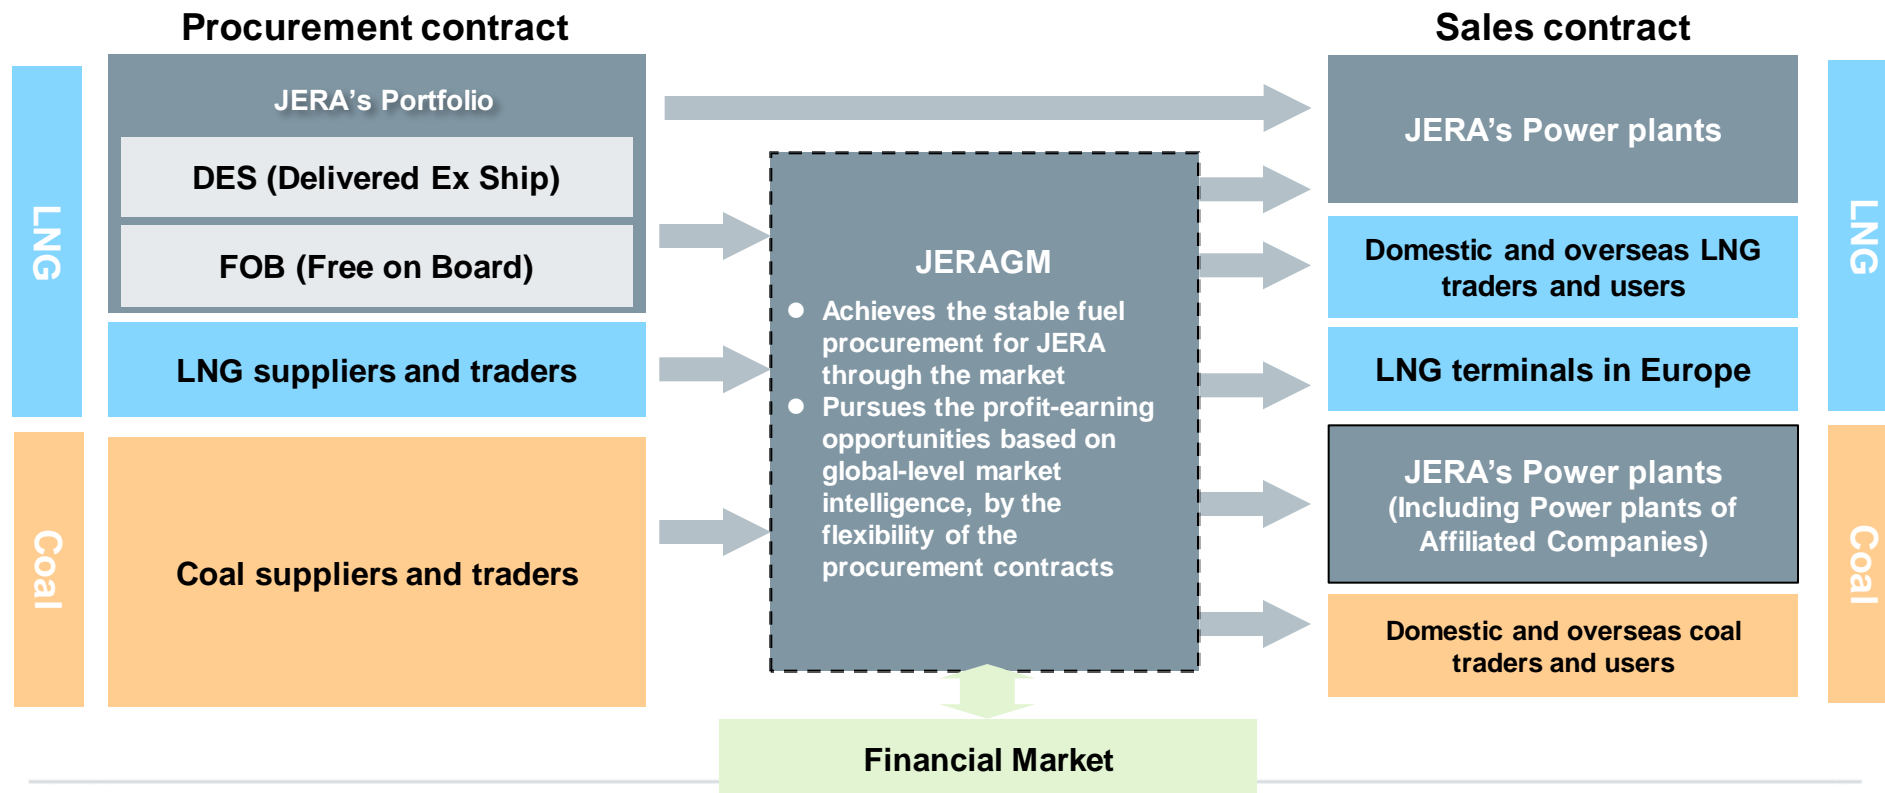 Procurement contract
Sales contract
LNG
JERA's Portfolio
DES (Delivered Ex Ship)
FOB (Free on Board)
LNG suppliers and traders
Coal
Coal suppliers and traders
JERAGM
● Achieves the stable fuel
procurement for JERA
through the market
● Pursues the profit-earning
opportunities based on
global-level market
intelligence, by the
flexibility of the
procurement contracts
Financial Market
JERA's Power plants
Domestic and overseas LNG
traders and users
LNG terminals in Europe
LNG
JERA's Power plants
(Including Power plants of
Affiliated Companies)
Domestic and overseas coal
traders and users
Coal